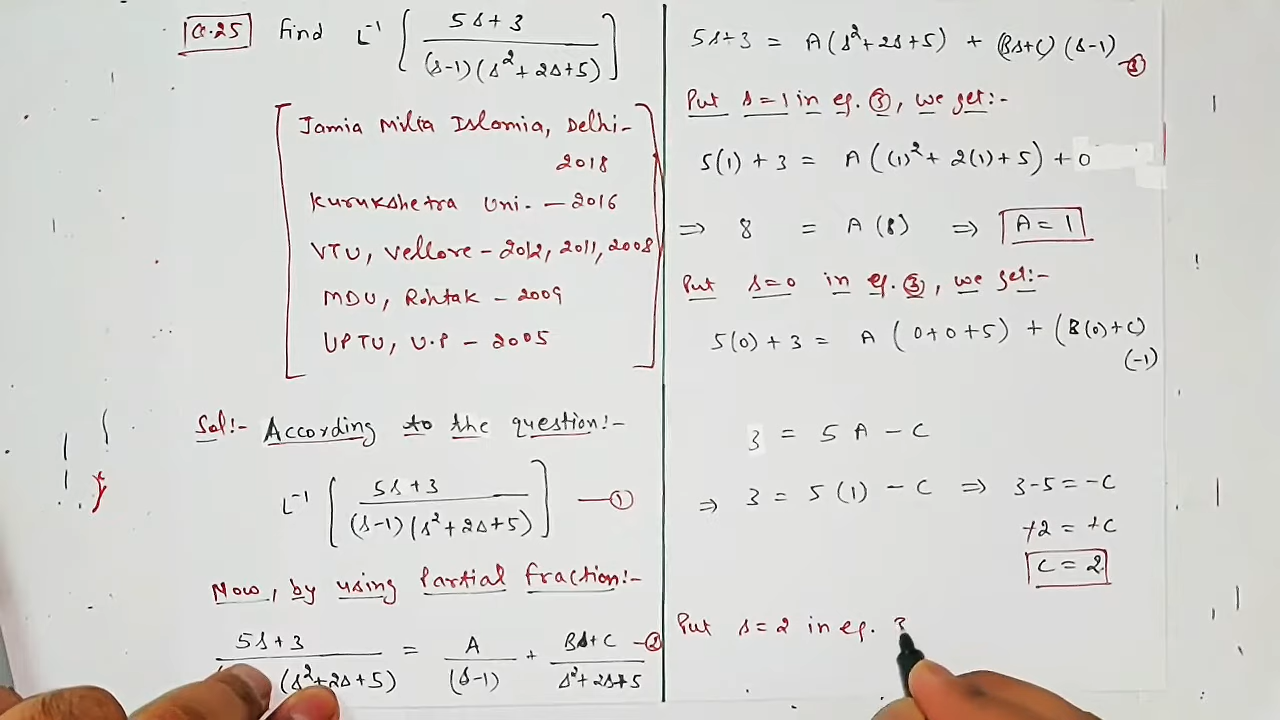 Q.25 Find L⁻¹ [ 5s+3 / (s-1)(s²+2s+5) ]
[ Jamia Milia Islamia, Delhi-
2018
Kurukshetra Uni. - 2016
VTU, Vellore - 2012, 2011, 2008
MDU, Rohtak - 2009
UPTU, U.P - 2005 ]
Sol:- According to the question:-
L⁻¹ [ 5s+3 / (s-1)(s²+2s+5) ] — ①
Now, by using Partial fraction:-
5s+3 / (s²+2s+5) = A / (s-1) + Bs+C / s²+2s+5 — ②
5s+3 = A(s²+2s+5) + (Bs+C)(s-1) — ③
Put s=1 in eq. ③, we get:-
5(1)+3 = A((1)²+2(1)+5) + 0
⇒ 8 = A(8) ⇒ A=1
Put s=0 in eq. ③, we get:-
5(0)+3 = A(0+0+5) + (B(0)+C)
(-1)
3 = 5A - C
⇒ 3 = 5(1) - C ⇒ 3-5 = -C
+2 = +C
C = 2
Put s=2 in eq.